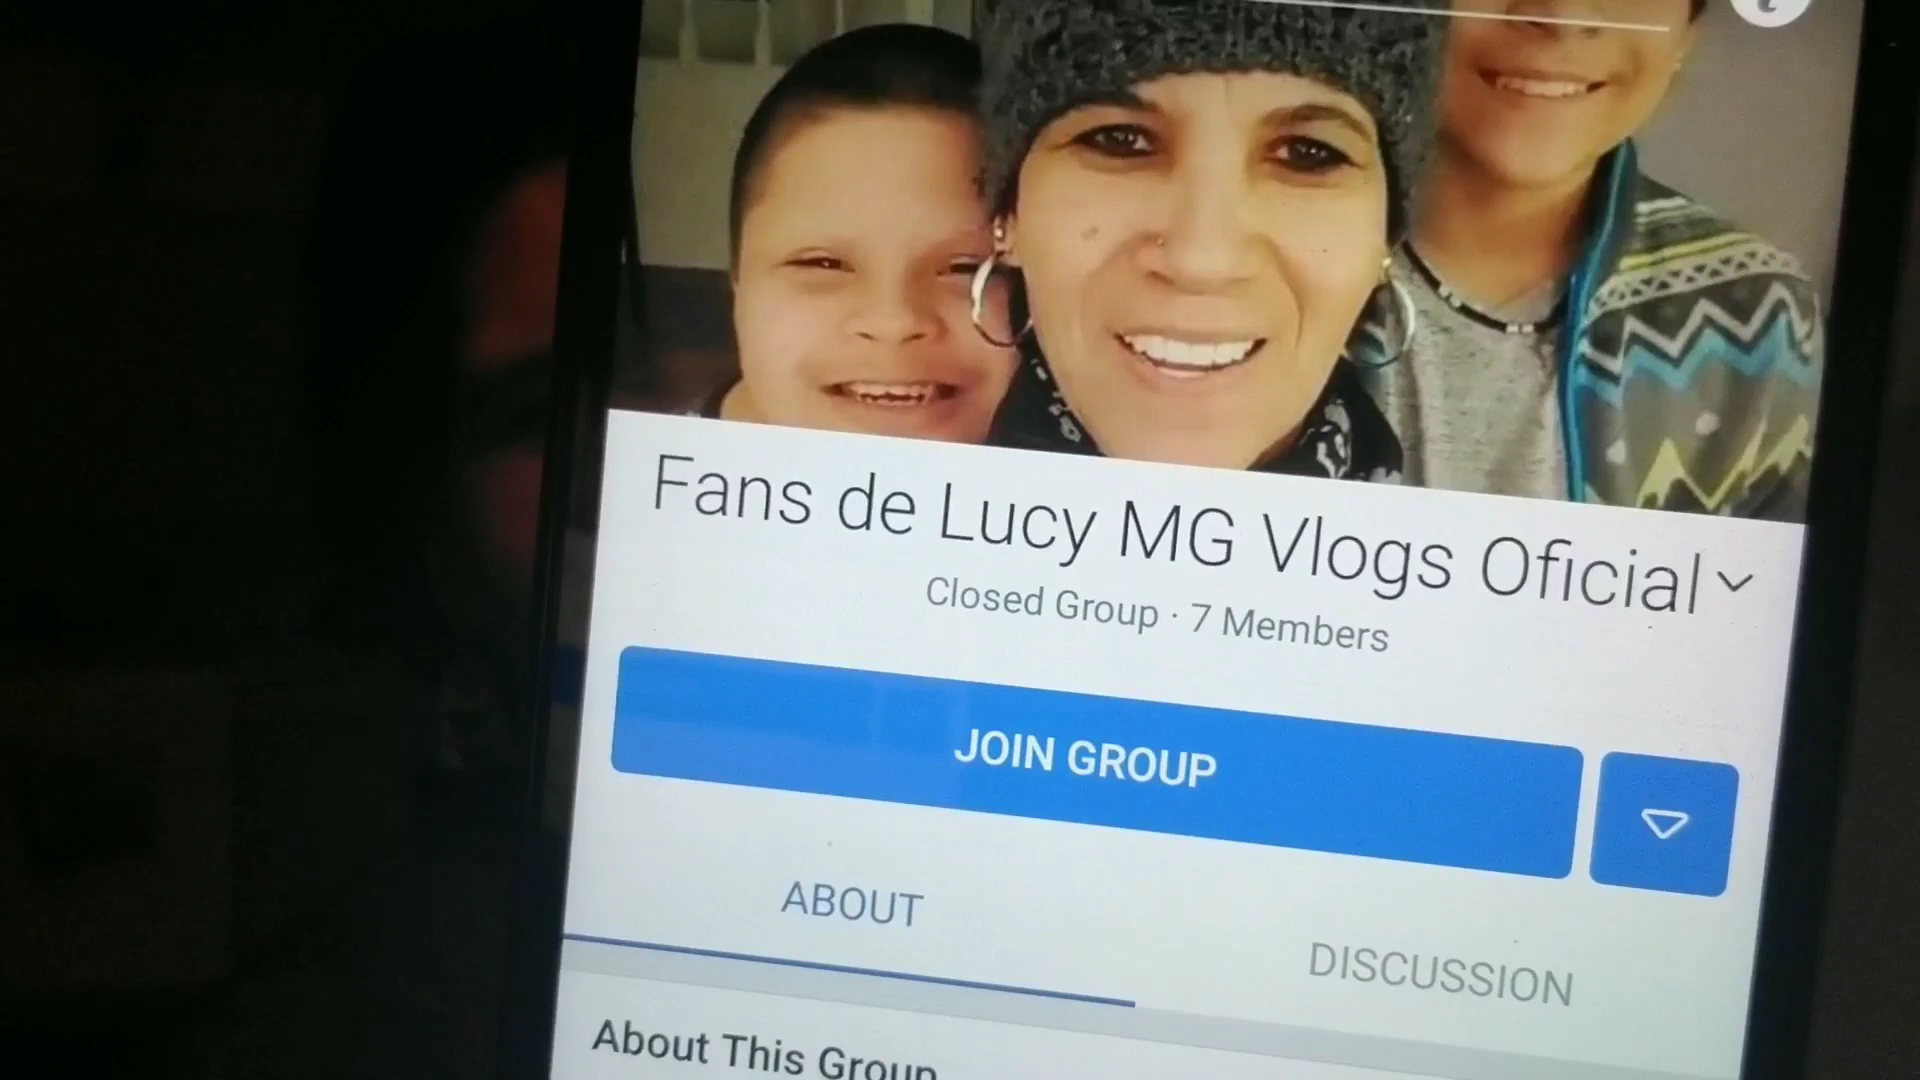 Fans de Lucy MG Vlogs Oficial
Closed Group · 7 Members
JOIN GROUP
ABOUT
DISCUSSION
About This Group